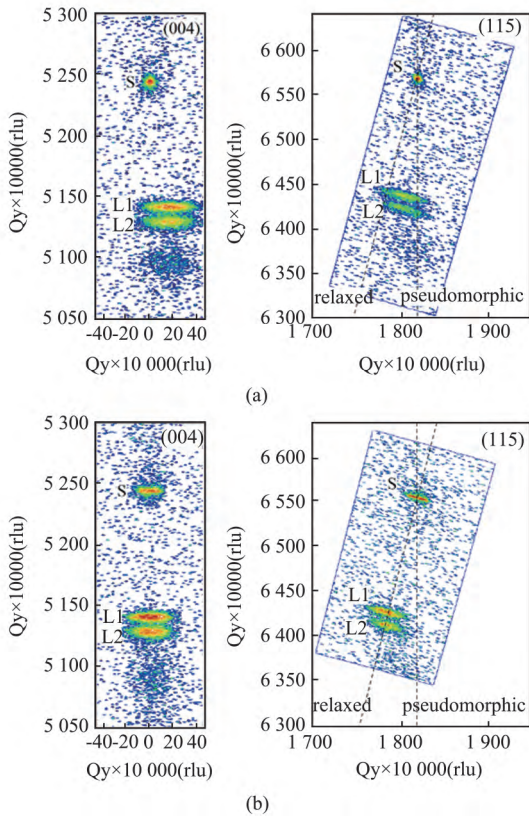 5 300
5 250
5 200
5 150
5 100
5 050
Qy×10000(rlu)
(004)
S
L1
L2
-40-20 0 20 40
Qy×10 000(rlu)
6 640
6 600
6 550
6 500
6 450
6 400
6 350
6 300
Qy×10000(rlu)
(115)
S
L1
L2
relaxed
pseudomorphic
1 700 1 800 1 900
Qy×10 000(rlu)
(a)
5 300
5 250
5 200
5 150
5 100
5 050
Qy×10000(rlu)
(004)
S
L1
L2
-40-20 0 20 40
Qy×10 000(rlu)
6 640
6 600
6 550
6 500
6 450
6 400
6 350
6 300
Qy×10000(rlu)
(115)
S
L1
L2
relaxed
pseudomorphic
1 700 1 800 1 900
Qy×10 000(rlu)
(b)